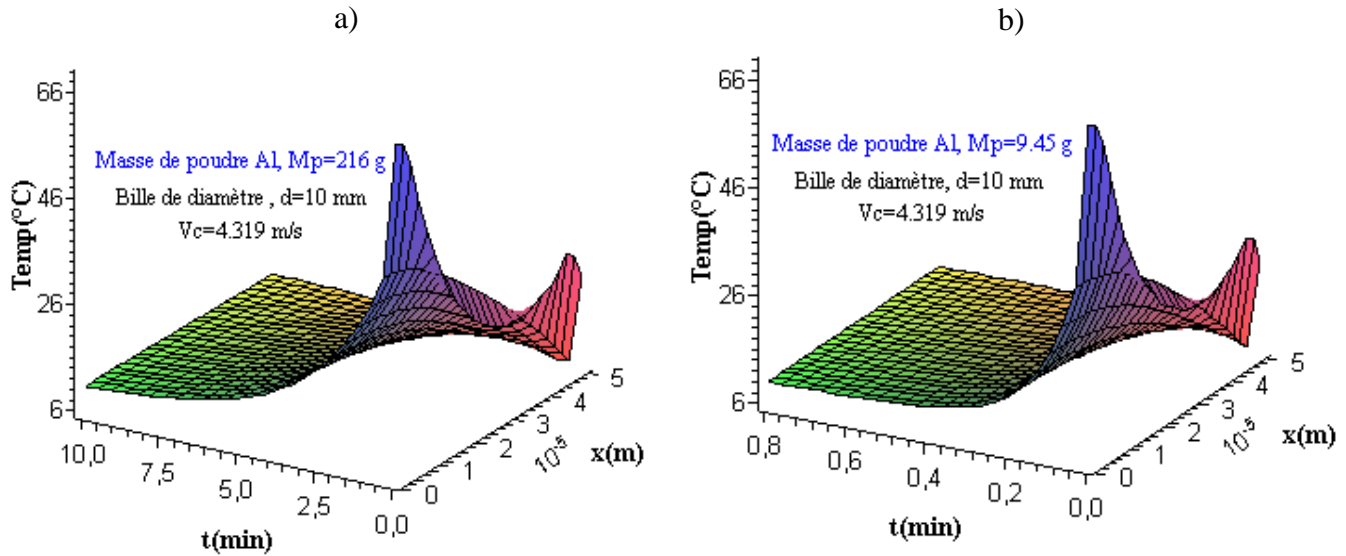 a)
66
46
26
6
Temp(°C)
Masse de poudre Al, Mp=216 g
Bille de diamètre , d=10 mm
Vc=4.319 m/s
10,0
7,5
5,0
2,5
0,0
t(min)
0
1
2
3
4
5
10⁻⁵
x(m)
b)
66
46
26
6
Temp(°C)
Masse de poudre Al, Mp=9.45 g
Bille de diamètre, d=10 mm
Vc=4.319 m/s
0,8
0,6
0,4
0,2
0,0
t(min)
0
1
2
3
4
5
10⁻⁵
x(m)